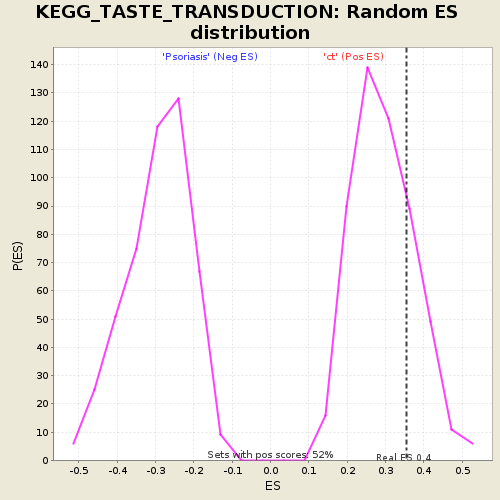 KEGG_TASTE_TRANSDUCTION: Random ES
distribution
'Psoriasis' (Neg ES) 'ct' (Pos ES)
P(ES)
140
130
120
110
100
90
80
70
60
50
40
30
20
10
0
Sets with pos scores: 52%
Real ES 0.4
-0.5 -0.4 -0.3 -0.2 -0.1 0.0 0.1 0.2 0.3 0.4 0.5
ES